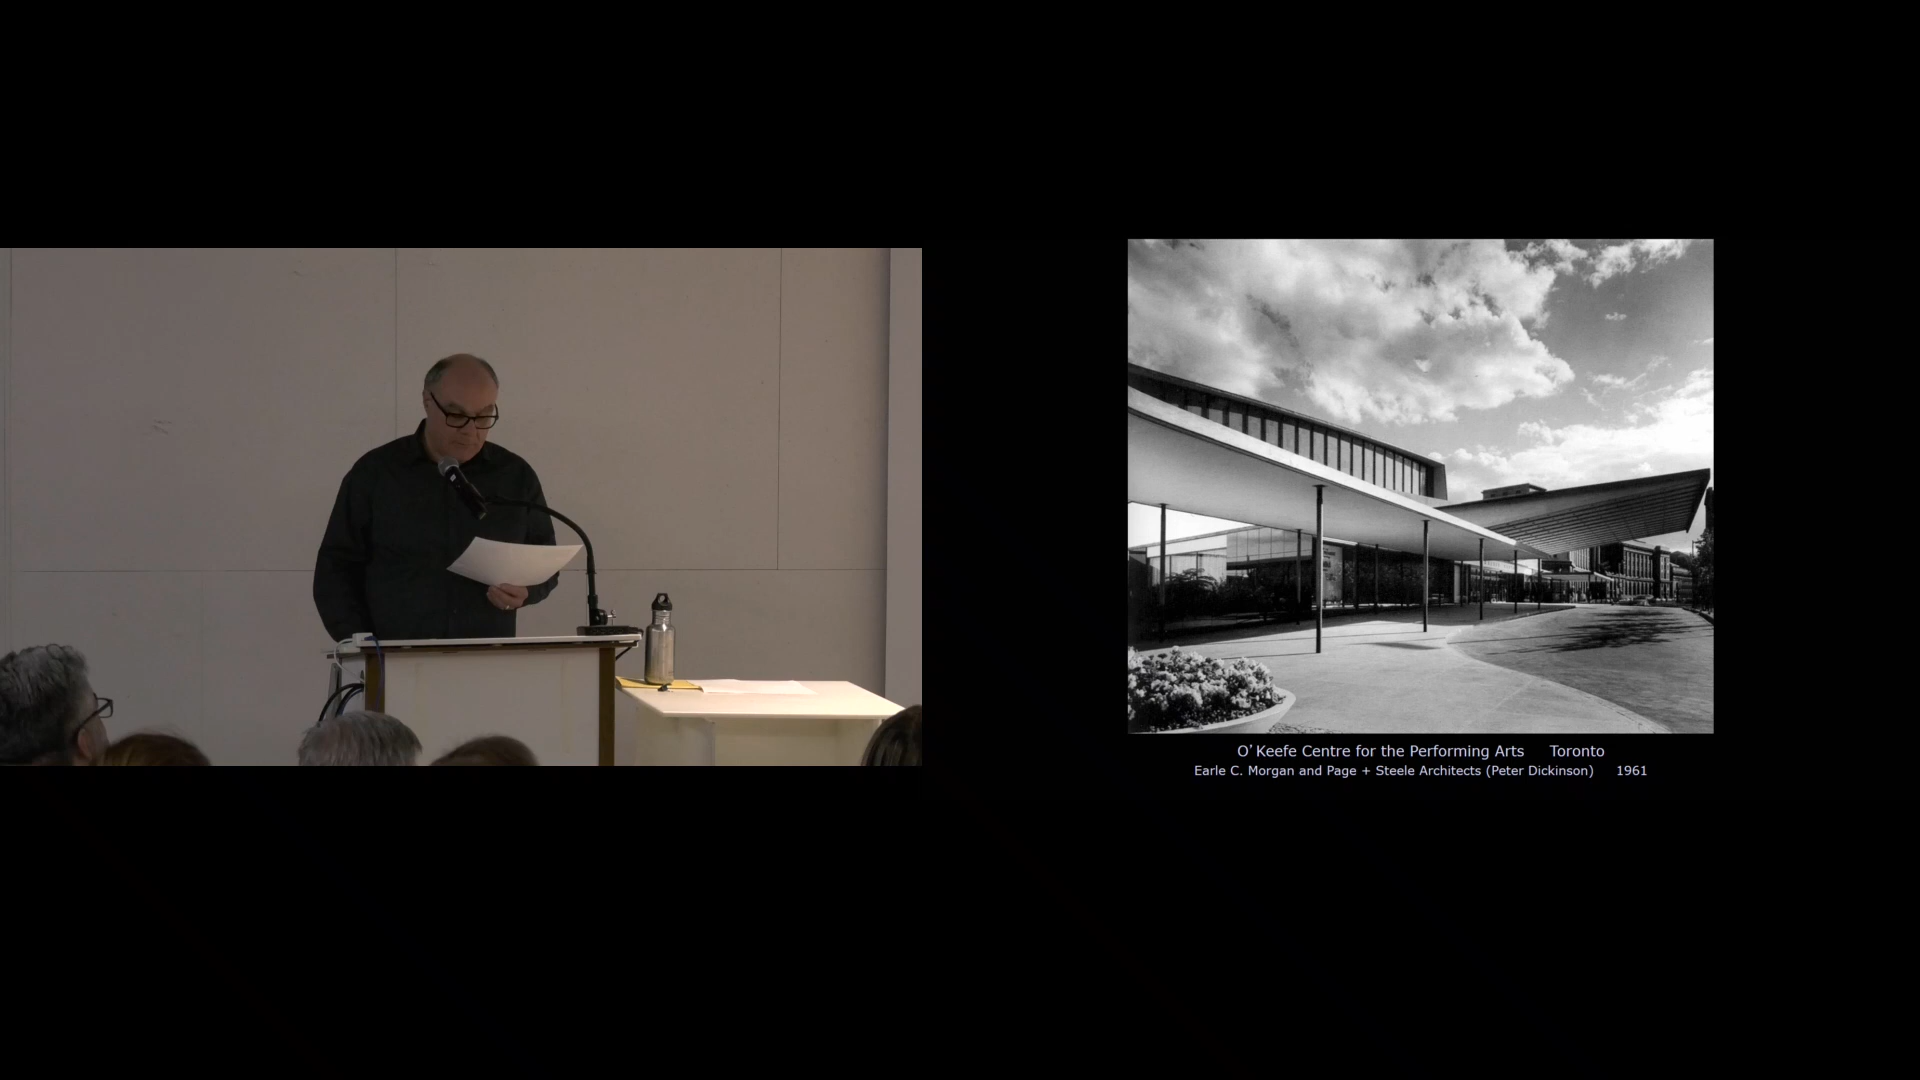 O' Keefe Centre for the Performing Arts Toronto
Earle C. Morgan and Page + Steele Architects (Peter Dickinson) 1961